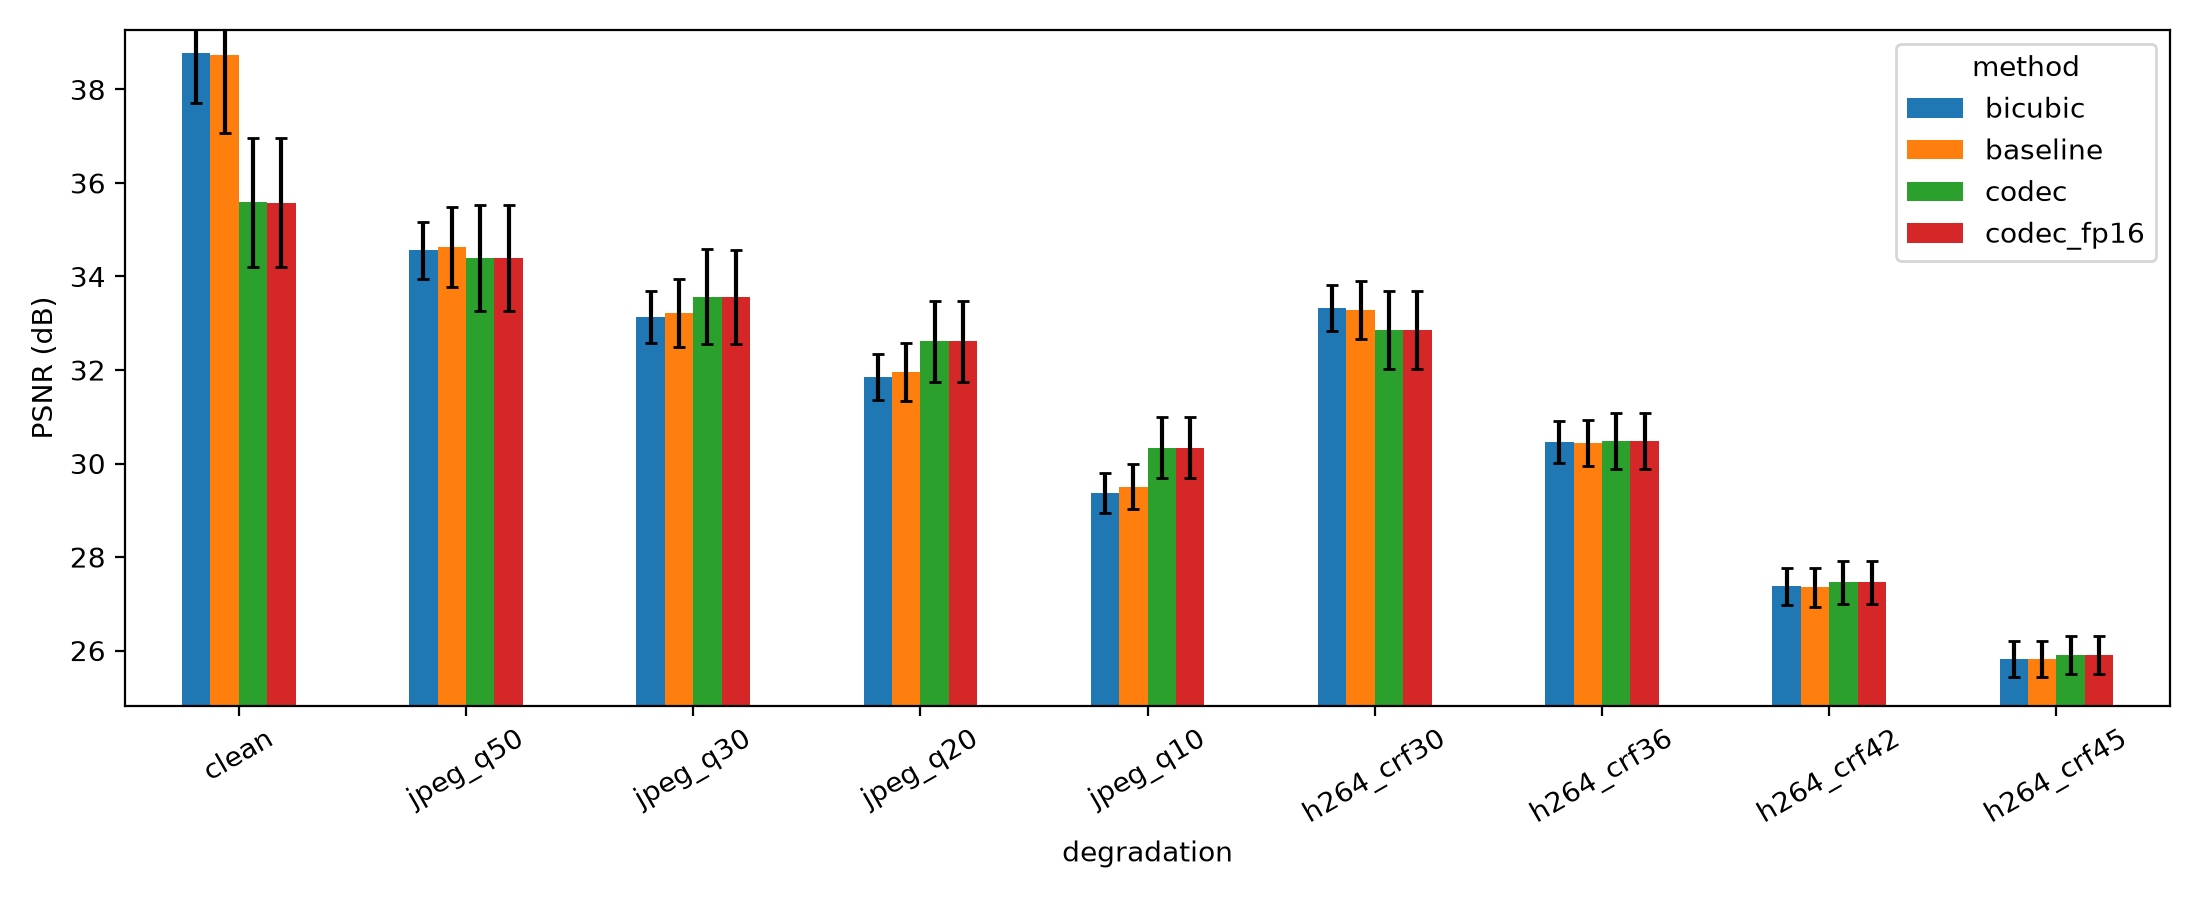 PSNR (dB)
38
36
34
32
30
28
26
method
bicubic
baseline
codec
codec_fp16
clean
jpeg_q50
jpeg_q30
jpeg_q20
jpeg_q10
h264_crf30
h264_crf36
h264_crf42
h264_crf45
degradation